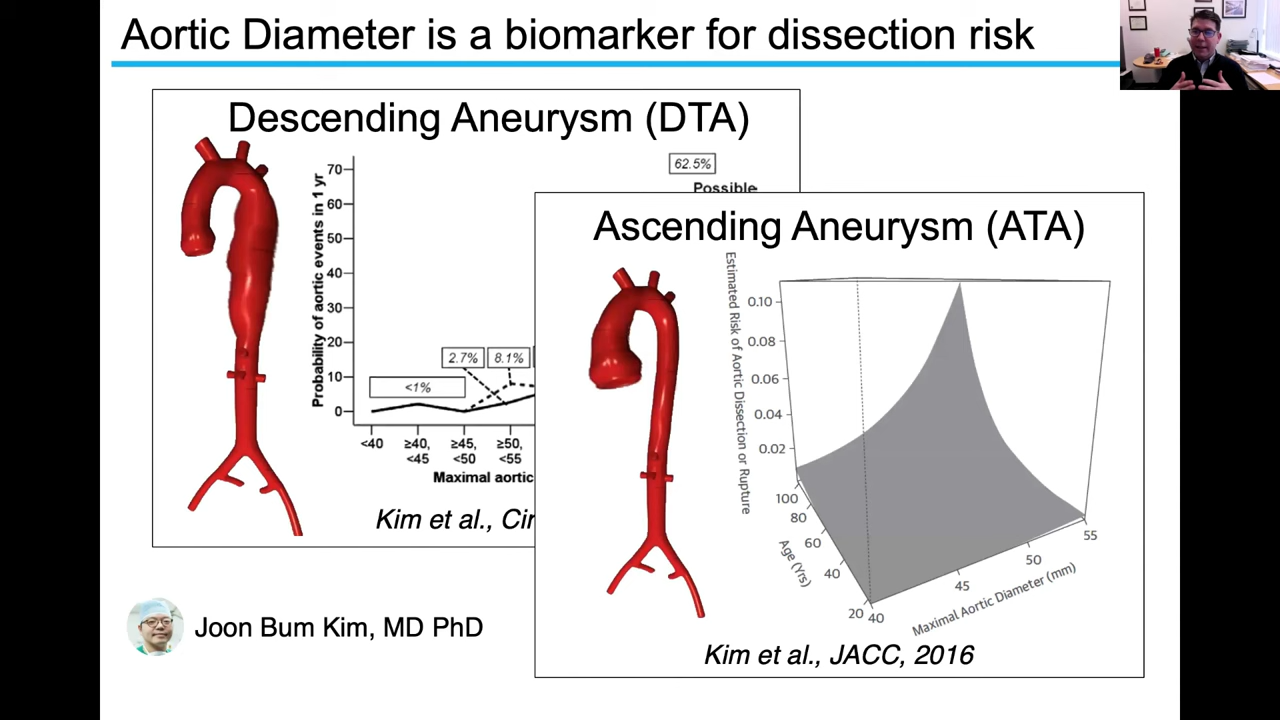 Aortic Diameter is a biomarker for dissection risk
Descending Aneurysm (DTA)
Probability of aortic events in 1 yr
70
60
50
40
30
20
10
0
62.5%
Possible
2.7%
8.1%
<1%
<40
≥40,
<45
≥45,
<50
≥50,
<55
Maximal aortic
Kim et al., Cir
Ascending Aneurysm (ATA)
Estimated Risk of Aortic Dissection or Rupture
0.10
0.08
0.06
0.04
0.02
100
80
60
40
20
Age (Yrs)
40
45
50
55
Maximal Aortic Diameter (mm)
Kim et al., JACC, 2016
Joon Bum Kim, MD PhD